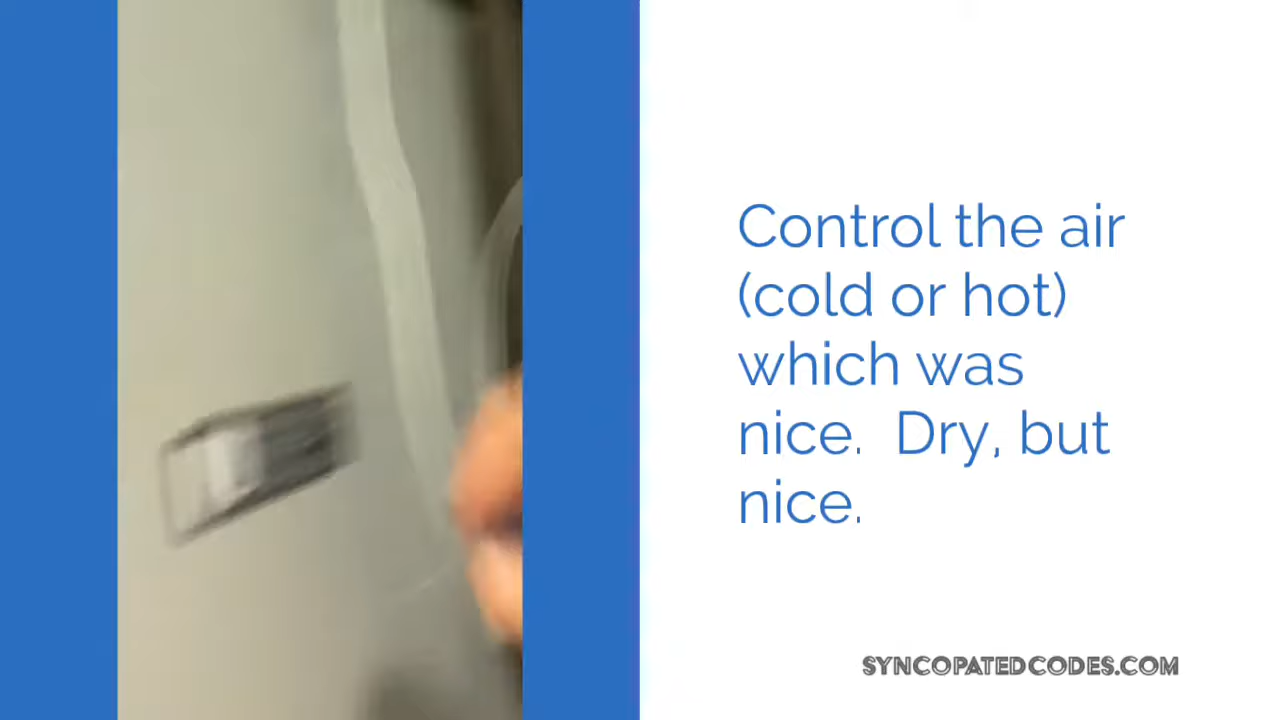 Control the air
(cold or hot)
which was
nice.  Dry, but
nice.
SYNCOPATEDCODES.COM